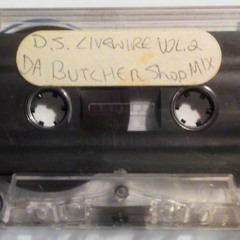 D.S. LIVEWIRE VOL.2
DA BUTCHER Shop MIX